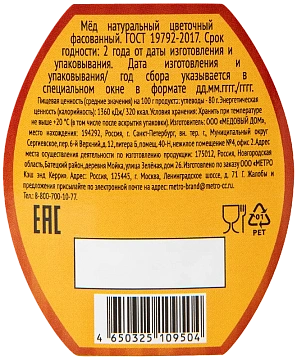 Мёд натуральный цветочный
фасованный. ГОСТ 19792-2017. Срок
годности: 2 года от даты изготовления и
упаковывания. Дата изготовления и
упаковывания/ год сбора указывается в
специальном окне в формате дд.мм.гггг/гггг.
Пищевая ценность (средние значения) на 100 г продукта: углеводы - 80 г. Энергетическая
ценность (калорийность): 1360 кДж/ 320 ккал. Условия хранения: Хранить при температуре
не выше +20 °С (в том числе после вскрытия упаковки). Изготовитель: ООО «МЕДОВЫЙ ДОМ»,
место нахождения: 194292, Россия, г. Санкт-Петербург, вн. тер. г., Муниципальный округ
Сергиевское, пер. 6-й Верхний, д.12, литера Б, помещ. 40-Н, нежилое помещение №4, офис 2. Адрес
места осуществления деятельности по изготовлению продукции: 175012, Россия, Новгородская
область, Батецкий район, деревня Мойка, улица Зелёная, дом 26. Изготовлено по заказу ООО «МЕТРО
Кэш энд Керри». Адрес: Россия, 125445, г. Москва, Ленинградское шоссе, д. 71 Г. Жалобы и
предложения присылайте по электронной почте на адрес: metro-brand@metro-cc.ru.
Тел.: 8-800-700-10-77.
EAC
01
PET
4 650325 109504